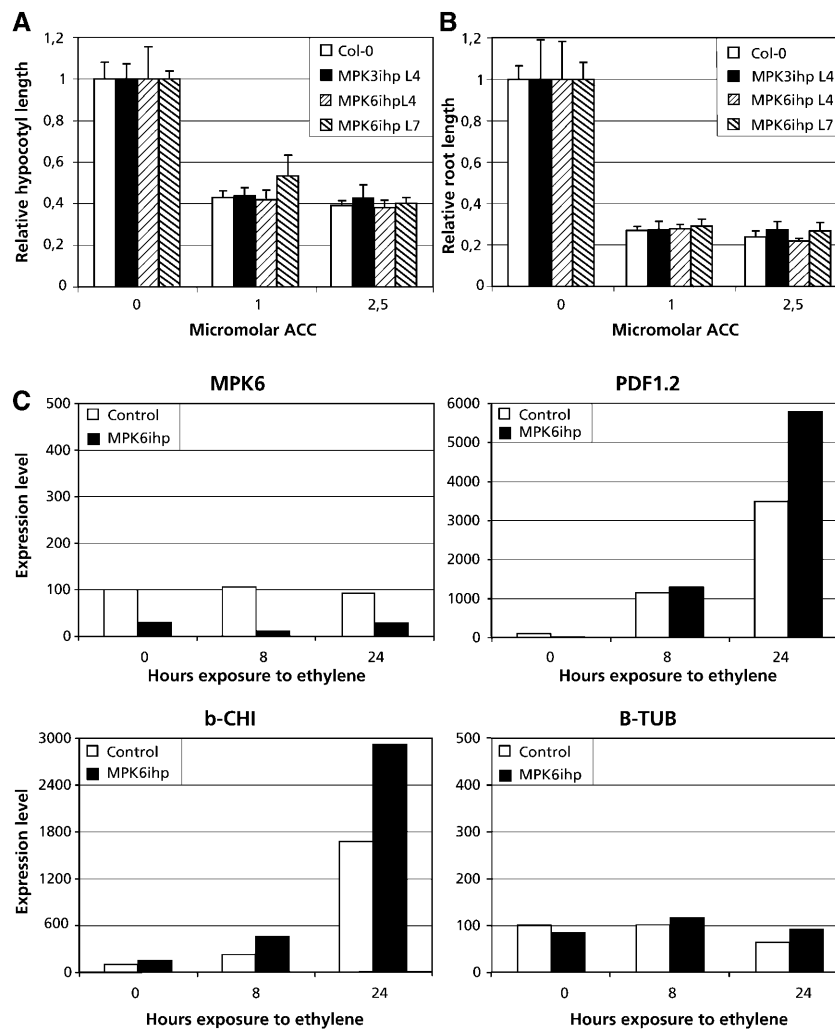 A
1,2
1
0,8
0,6
0,4
0,2
0
Relative hypocotyl length
Col-0
MPK3ihp L4
MPK6ihpL4
MPK6ihp L7
0 1 2,5
Micromolar ACC
B
1,2
1
0,8
0,6
0,4
0,2
0
Relative root length
Col-0
MPK3ihp L4
MPK6ihp L4
MPK6ihp L7
0 1 2,5
Micromolar ACC
C
MPK6
500
400
300
200
100
0
Expression level
Control
MPK6ihp
0 8 24
Hours exposure to ethylene
PDF1.2
6000
5000
4000
3000
2000
1000
0
Control
MPK6ihp
0 8 24
Hours exposure to ethylene
b-CHI
3000
2400
1800
1200
600
0
Expression level
Control
MPK6ihp
0 8 24
Hours exposure to ethylene
B-TUB
500
400
300
200
100
0
Control
MPK6ihp
0 8 24
Hours exposure to ethylene